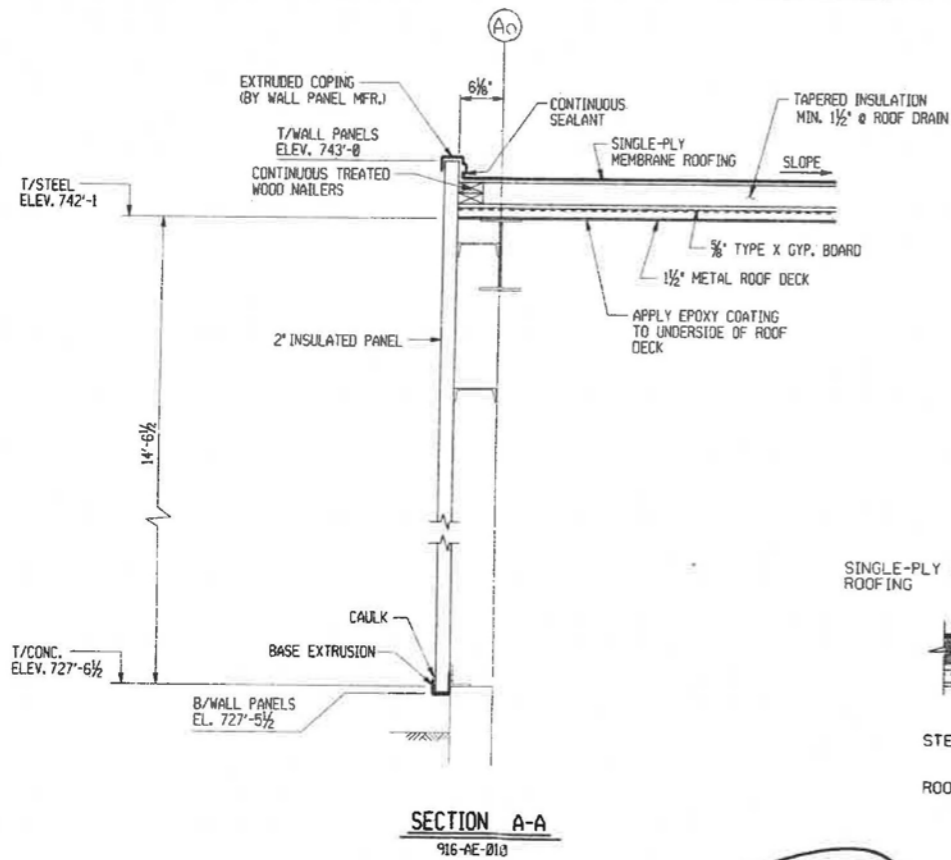 Ao
EXTRUDED COPING
(BY WALL PANEL MFR.)
6⅛"
CONTINUOUS
SEALANT
TAPERED INSULATION
MIN. 1½" @ ROOF DRAIN
T/WALL PANELS
ELEV. 743'-0
SINGLE-PLY
MEMBRANE ROOFING
SLOPE
CONTINUOUS TREATED
WOOD NAILERS
T/STEEL
ELEV. 742'-1
⅝" TYPE X GYP. BOARD
1½" METAL ROOF DECK
APPLY EPOXY COATING
TO UNDERSIDE OF ROOF
DECK
2" INSULATED PANEL
14'-6½
SINGLE-PLY
ROOFING
CAULK
BASE EXTRUSION
T/CONC.
ELEV. 727'-6½
B/WALL PANELS
EL. 727'-5½
STE
ROO
SECTION A-A
916-AE-010